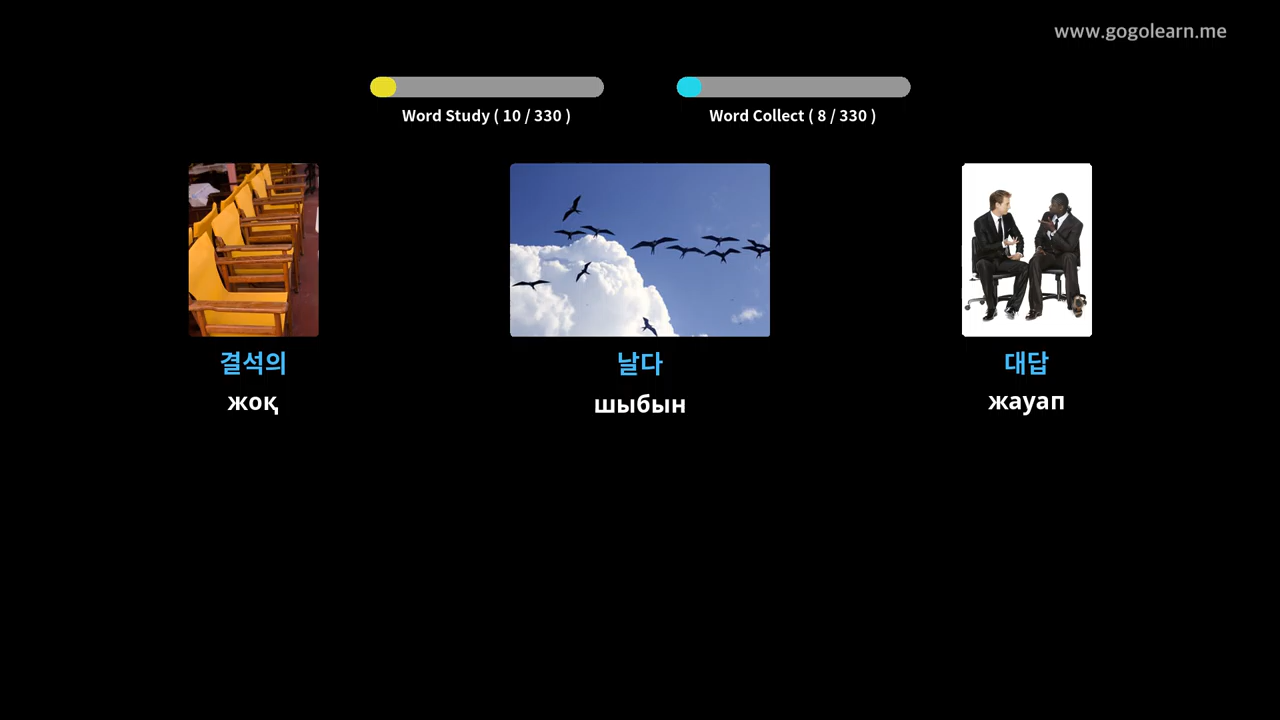 www.gogolearn.me
Word Study ( 10 / 330 )
Word Collect ( 8 / 330 )
결석의
жоқ
날다
шыбын
대답
жауап